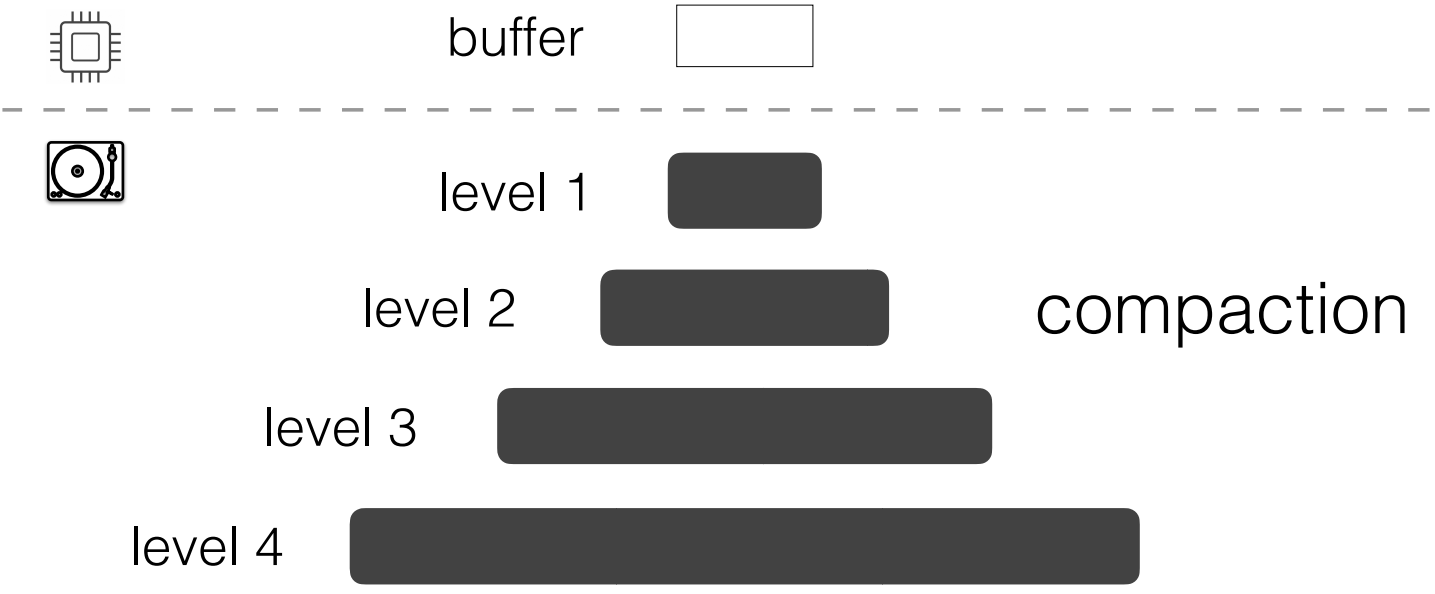 buffer
level 1
level 2
compaction
level 3
level 4